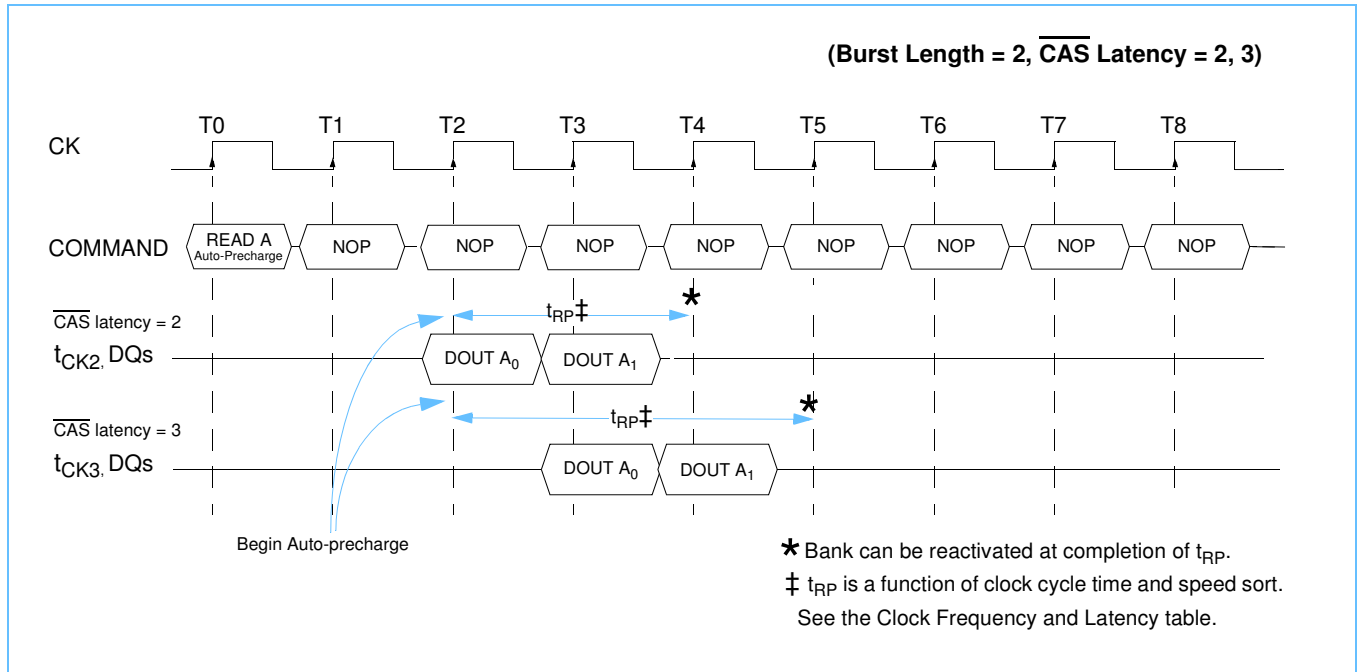 (Burst Length = 2, CAS Latency = 2, 3)
T0 T1 T2 T3 T4 T5 T6 T7 T8
CK
COMMAND
READ A
Auto-Precharge
NOP NOP NOP NOP NOP NOP NOP NOP
*
tRP‡
CAS latency = 2
tCK2, DQs
DOUT A0 DOUT A1
*
tRP‡
CAS latency = 3
tCK3, DQs
DOUT A0 DOUT A1
Begin Auto-precharge
* Bank can be reactivated at completion of tRP.
‡ tRP is a function of clock cycle time and speed sort.
See the Clock Frequency and Latency table.